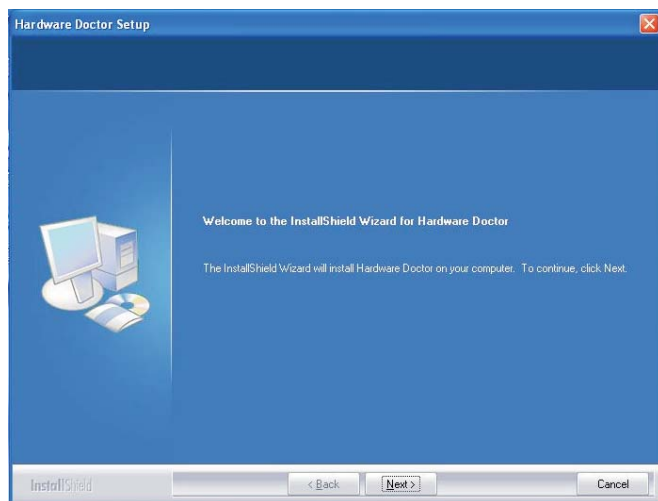 Hardware Doctor Setup
Welcome to the InstallShield Wizard for Hardware Doctor
The InstallShield Wizard will install Hardware Doctor on your computer. To continue, click Next.
InstallShield
< Back
Next >
Cancel